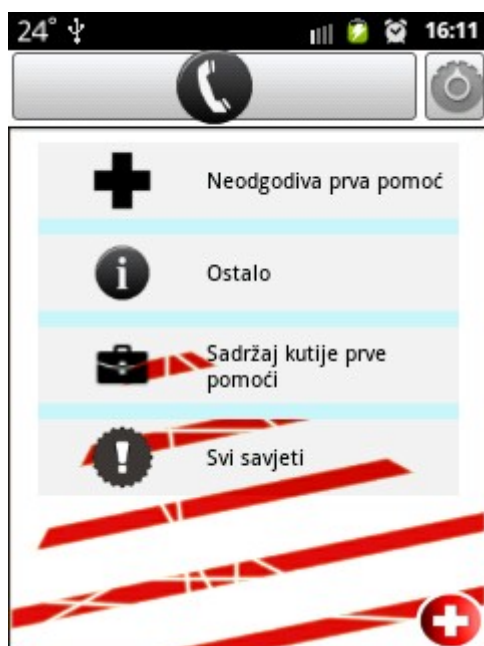 24° 16:11
Neodgodiva prva pomoć
Ostalo
Sadržaj kutije prve
pomoći
Svi savjeti